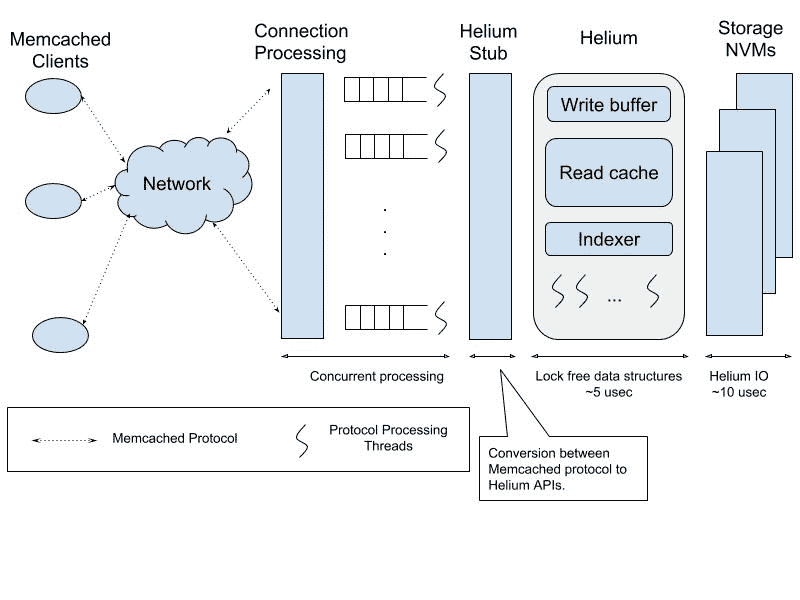 Memcached
Clients
Connection
Processing
Helium
Stub
Helium
Storage
NVMs
Network
Write buffer
Read cache
Indexer
...
Concurrent processing
Lock free data structures
~5 usec
Helium IO
~10 usec
Memcached Protocol
Protocol Processing
Threads
Conversion between
Memcached protocol to
Helium APIs.